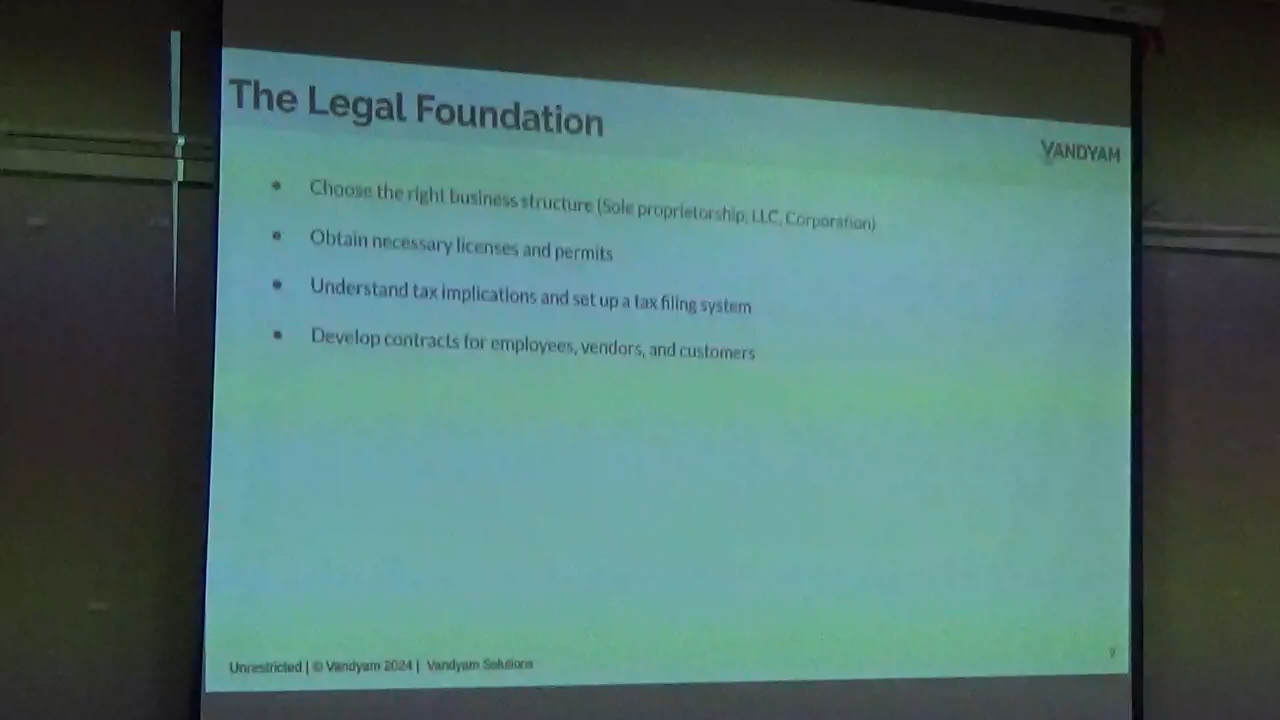 The Legal Foundation
VANDYAM
• Choose the right business structure (Sole proprietorship, LLC, Corporation)
• Obtain necessary licenses and permits
• Understand tax implications and set up a tax filing system
• Develop contracts for employees, vendors, and customers
Unrestricted | © Vandyam 2024 | Vandyam Solutions